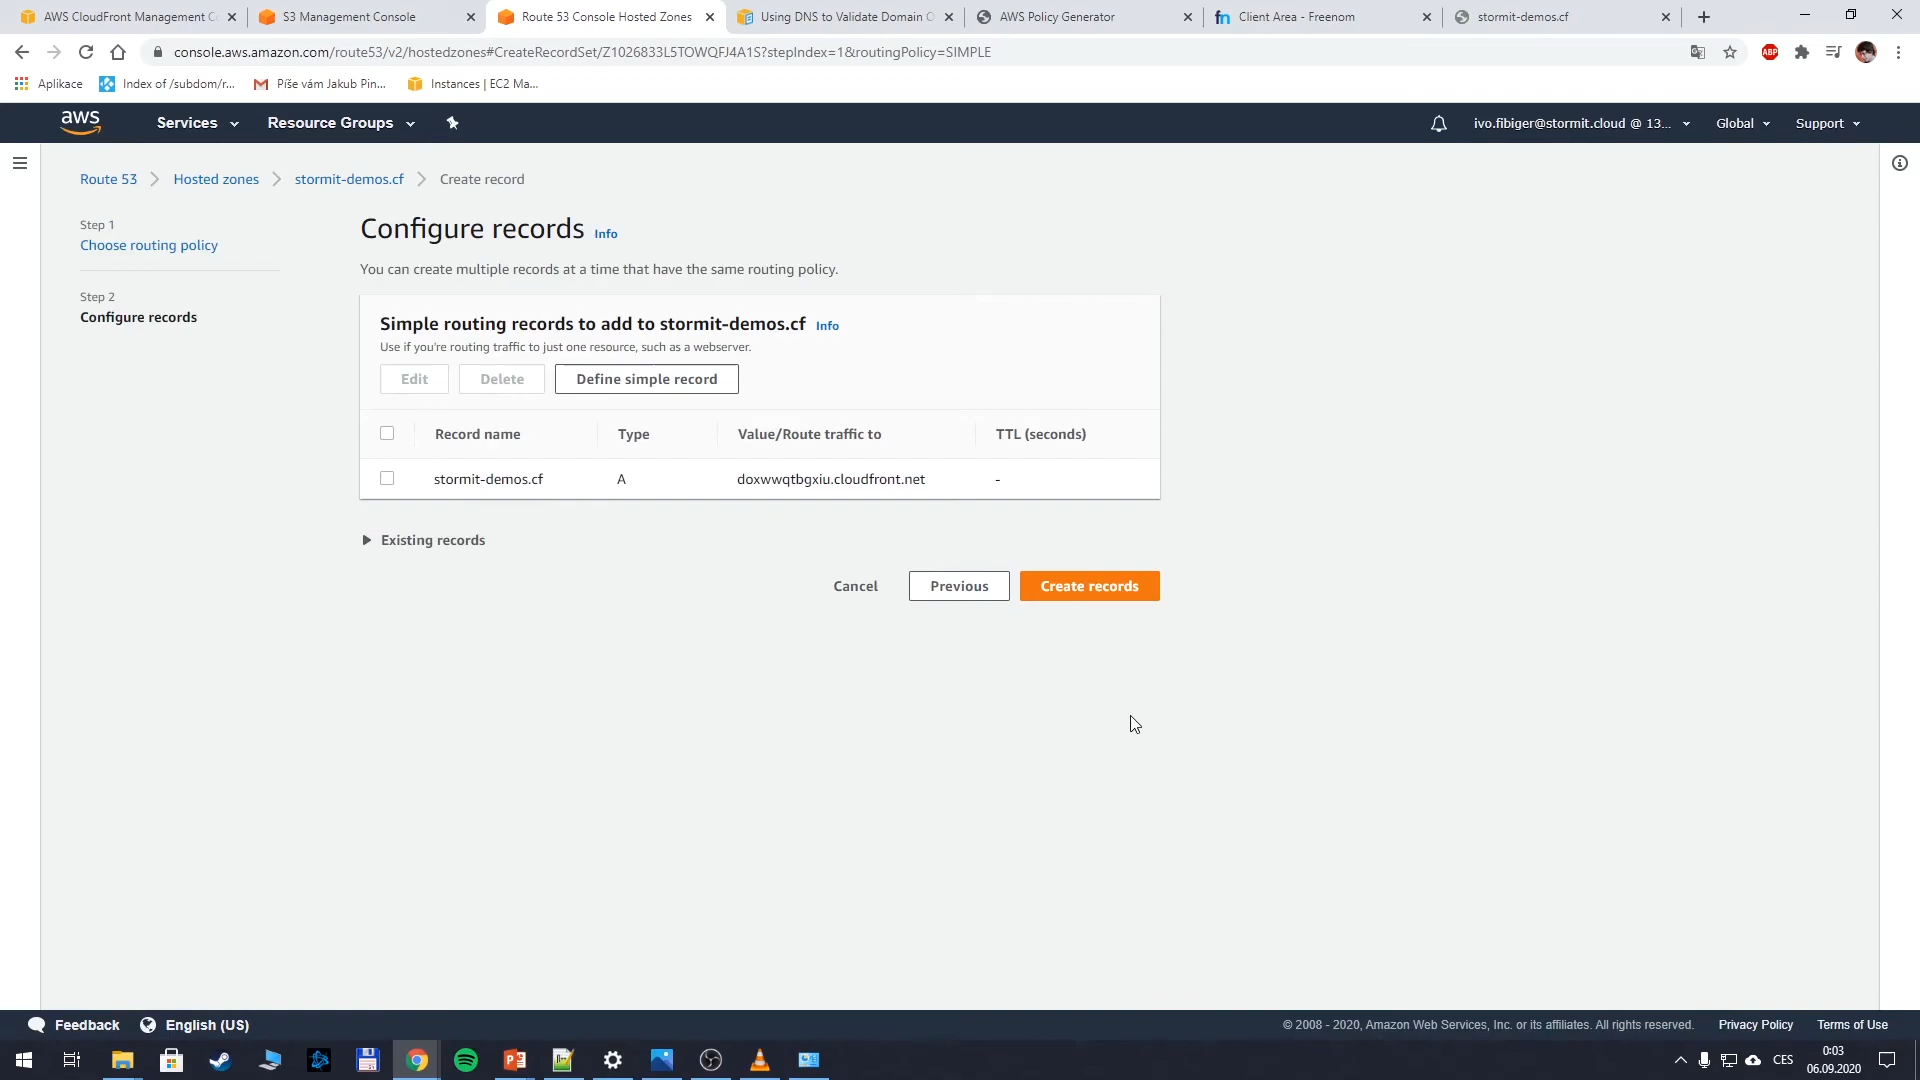 AWS CloudFront Management C
S3 Management Console
Route 53 Console Hosted Zones
Using DNS to Validate Domain O
AWS Policy Generator
fn
Client Area - Freenom
stormit-demos.cf
console.aws.amazon.com/route53/v2/hostedzones#CreateRecordSet/Z1026833L5TOWQFJ4A1S?stepIndex=1&routingPolicy=SIMPLE
ABP
Aplikace
Index of /subdom/r...
Píše vám Jakub Pin...
Instances | EC2 Ma...
aws
Services
Resource Groups
ivo.fibiger@stormit.cloud @ 13...
Global
Support
Route 53
Hosted zones
stormit-demos.cf
Create record
Step 1
Choose routing policy
Step 2
Configure records
Configure records Info
You can create multiple records at a time that have the same routing policy.
Simple routing records to add to stormit-demos.cf Info
Use if you're routing traffic to just one resource, such as a webserver.
Edit
Delete
Define simple record
Record name Type Value/Route traffic to TTL (seconds)
stormit-demos.cf A doxwwqtbgxiu.cloudfront.net -
Existing records
Cancel
Previous
Create records
Feedback
English (US)
© 2008 - 2020, Amazon Web Services, Inc. or its affiliates. All rights reserved.
Privacy Policy
Terms of Use
CES
0:03
06.09.2020